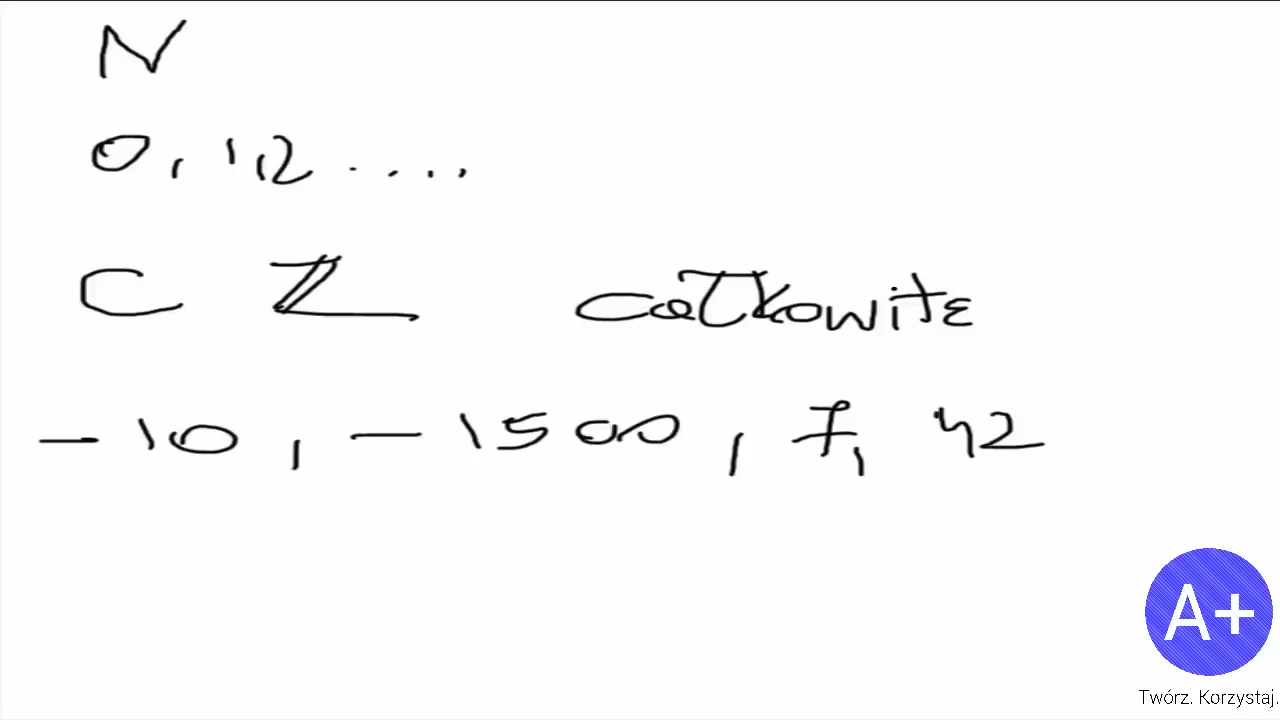 N
0, 1, 2 ....
C ℤ całkowite
- 10, - 1500, 7, 42
A+
Twórz. Korzystaj.